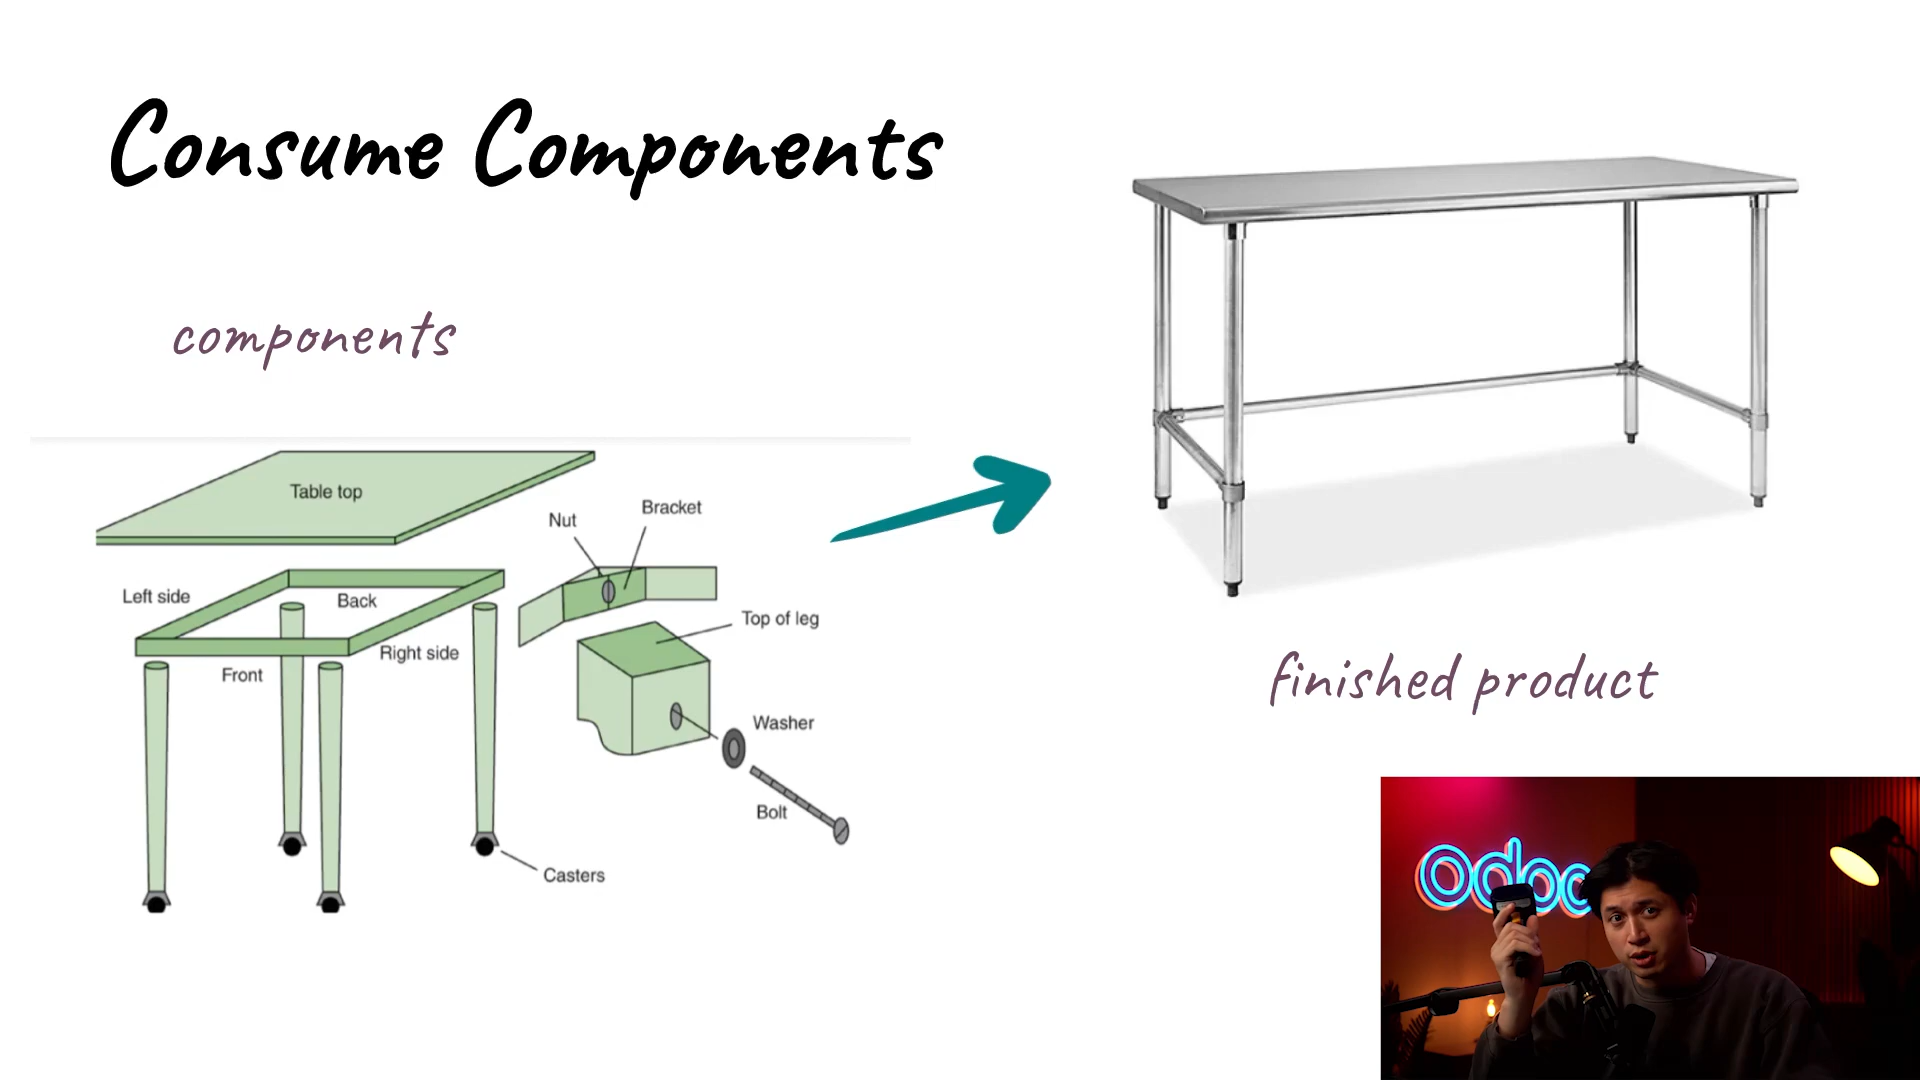 Consume Components
components
Table top
Nut
Bracket
Left side
Back
Top of leg
Right side
Front
Washer
Bolt
Casters
finished product
odoo